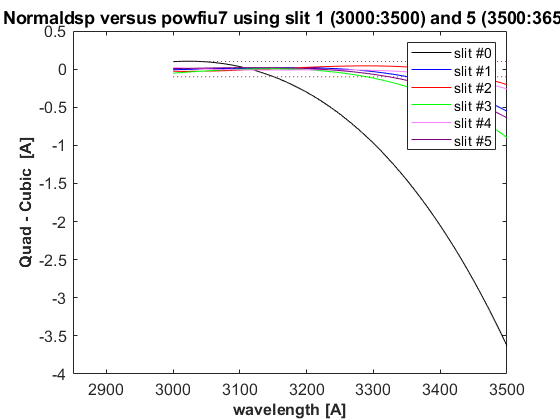 Normaldsp versus powfiu7 using slit 1 (3000:3500) and 5 (3500:365
0.5
0
-0.5
-1
-1.5
-2
-2.5
-3
-3.5
-4
Quad - Cubic [A]
slit #0
slit #1
slit #2
slit #3
slit #4
slit #5
2900
3000
3100
3200
3300
3400
3500
wavelength [A]